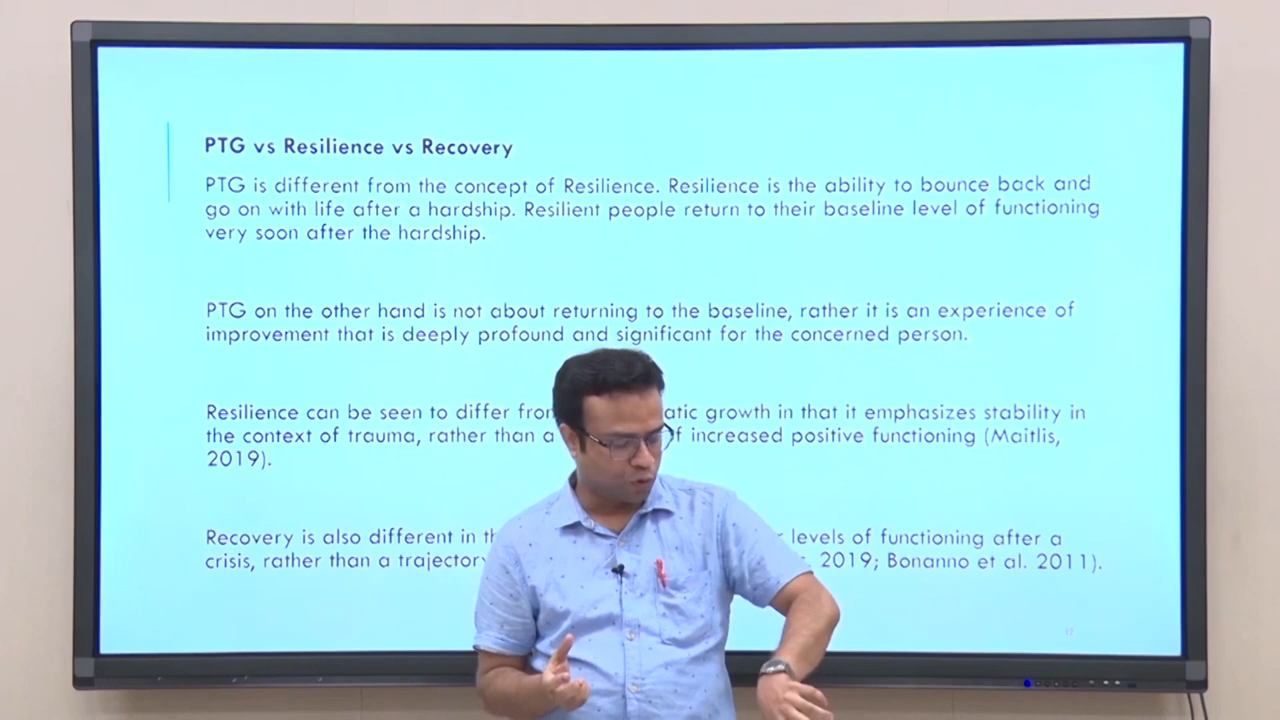 PTG vs Resilience vs Recovery
PTG is different from the concept of Resilience. Resilience is the ability to bounce back and
go on with life after a hardship. Resilient people return to their baseline level of functioning
very soon after the hardship.
PTG on the other hand is not about returning to the baseline, rather it is an experience of
improvement that is deeply profound and significant for the concerned person.
Resilience can be seen to differ growth in that it emphasizes stability in
the context of trauma, rather than a of increased positive functioning (Maitlis,
2019).
Recovery is also different in levels of functioning after a
crisis, rather than a trajectory 2019; Bonanno et al. 2011).
12